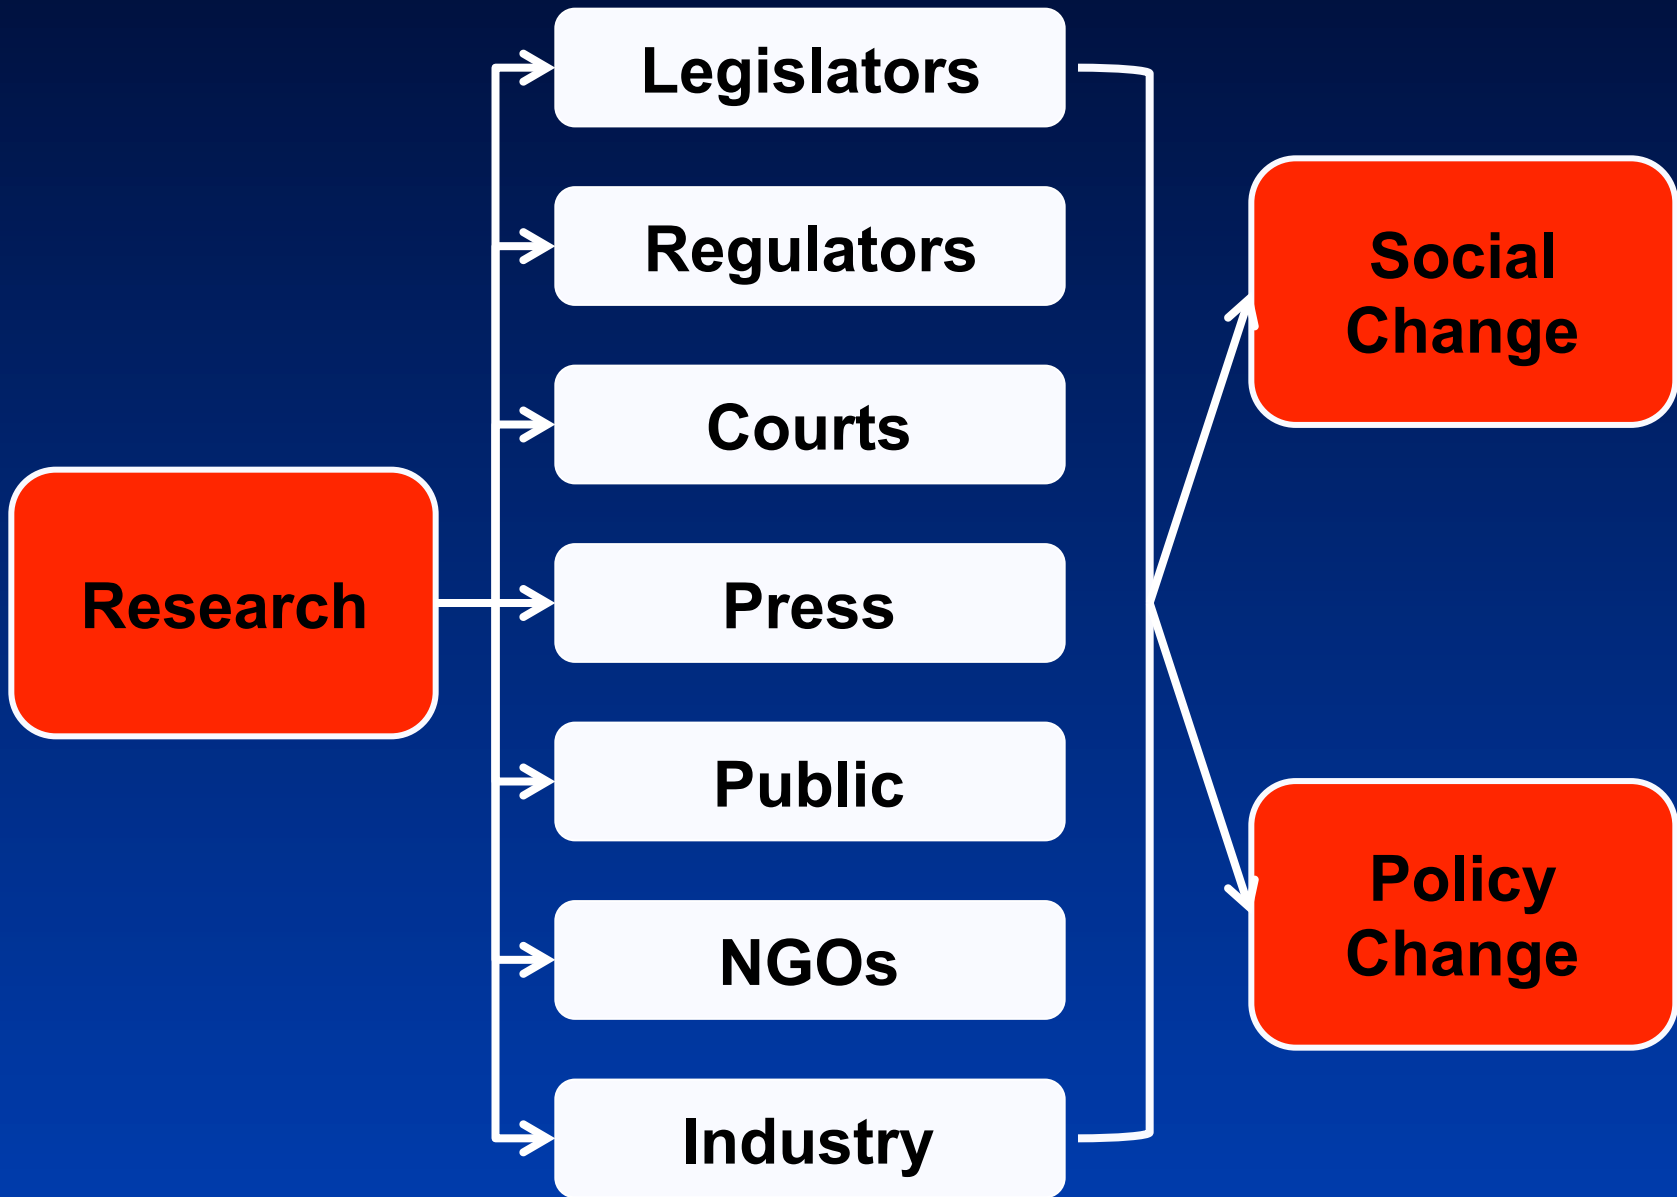 Research
Legislators
Regulators
Courts
Press
Public
NGOs
Industry
Social
Change
Policy
Change